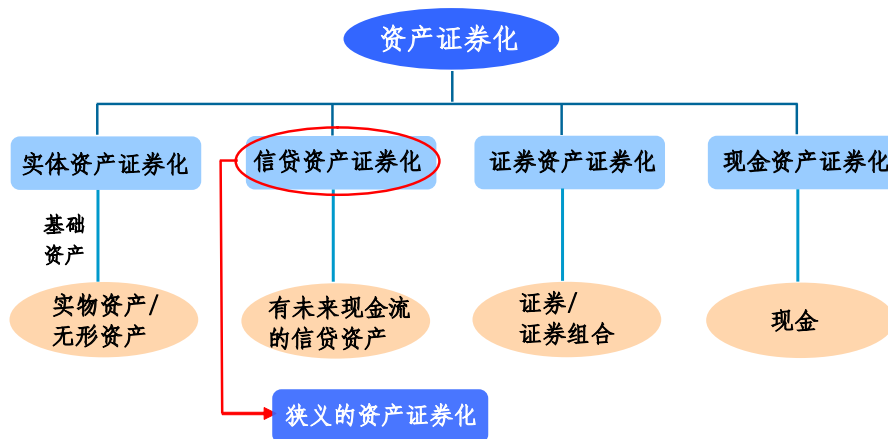 资产证券化
实体资产证券化
信贷资产证券化
证券资产证券化
现金资产证券化
基础
资产
实物资产/
无形资产
有未来现金流
的信贷资产
证券/
证券组合
现金
狭义的资产证券化